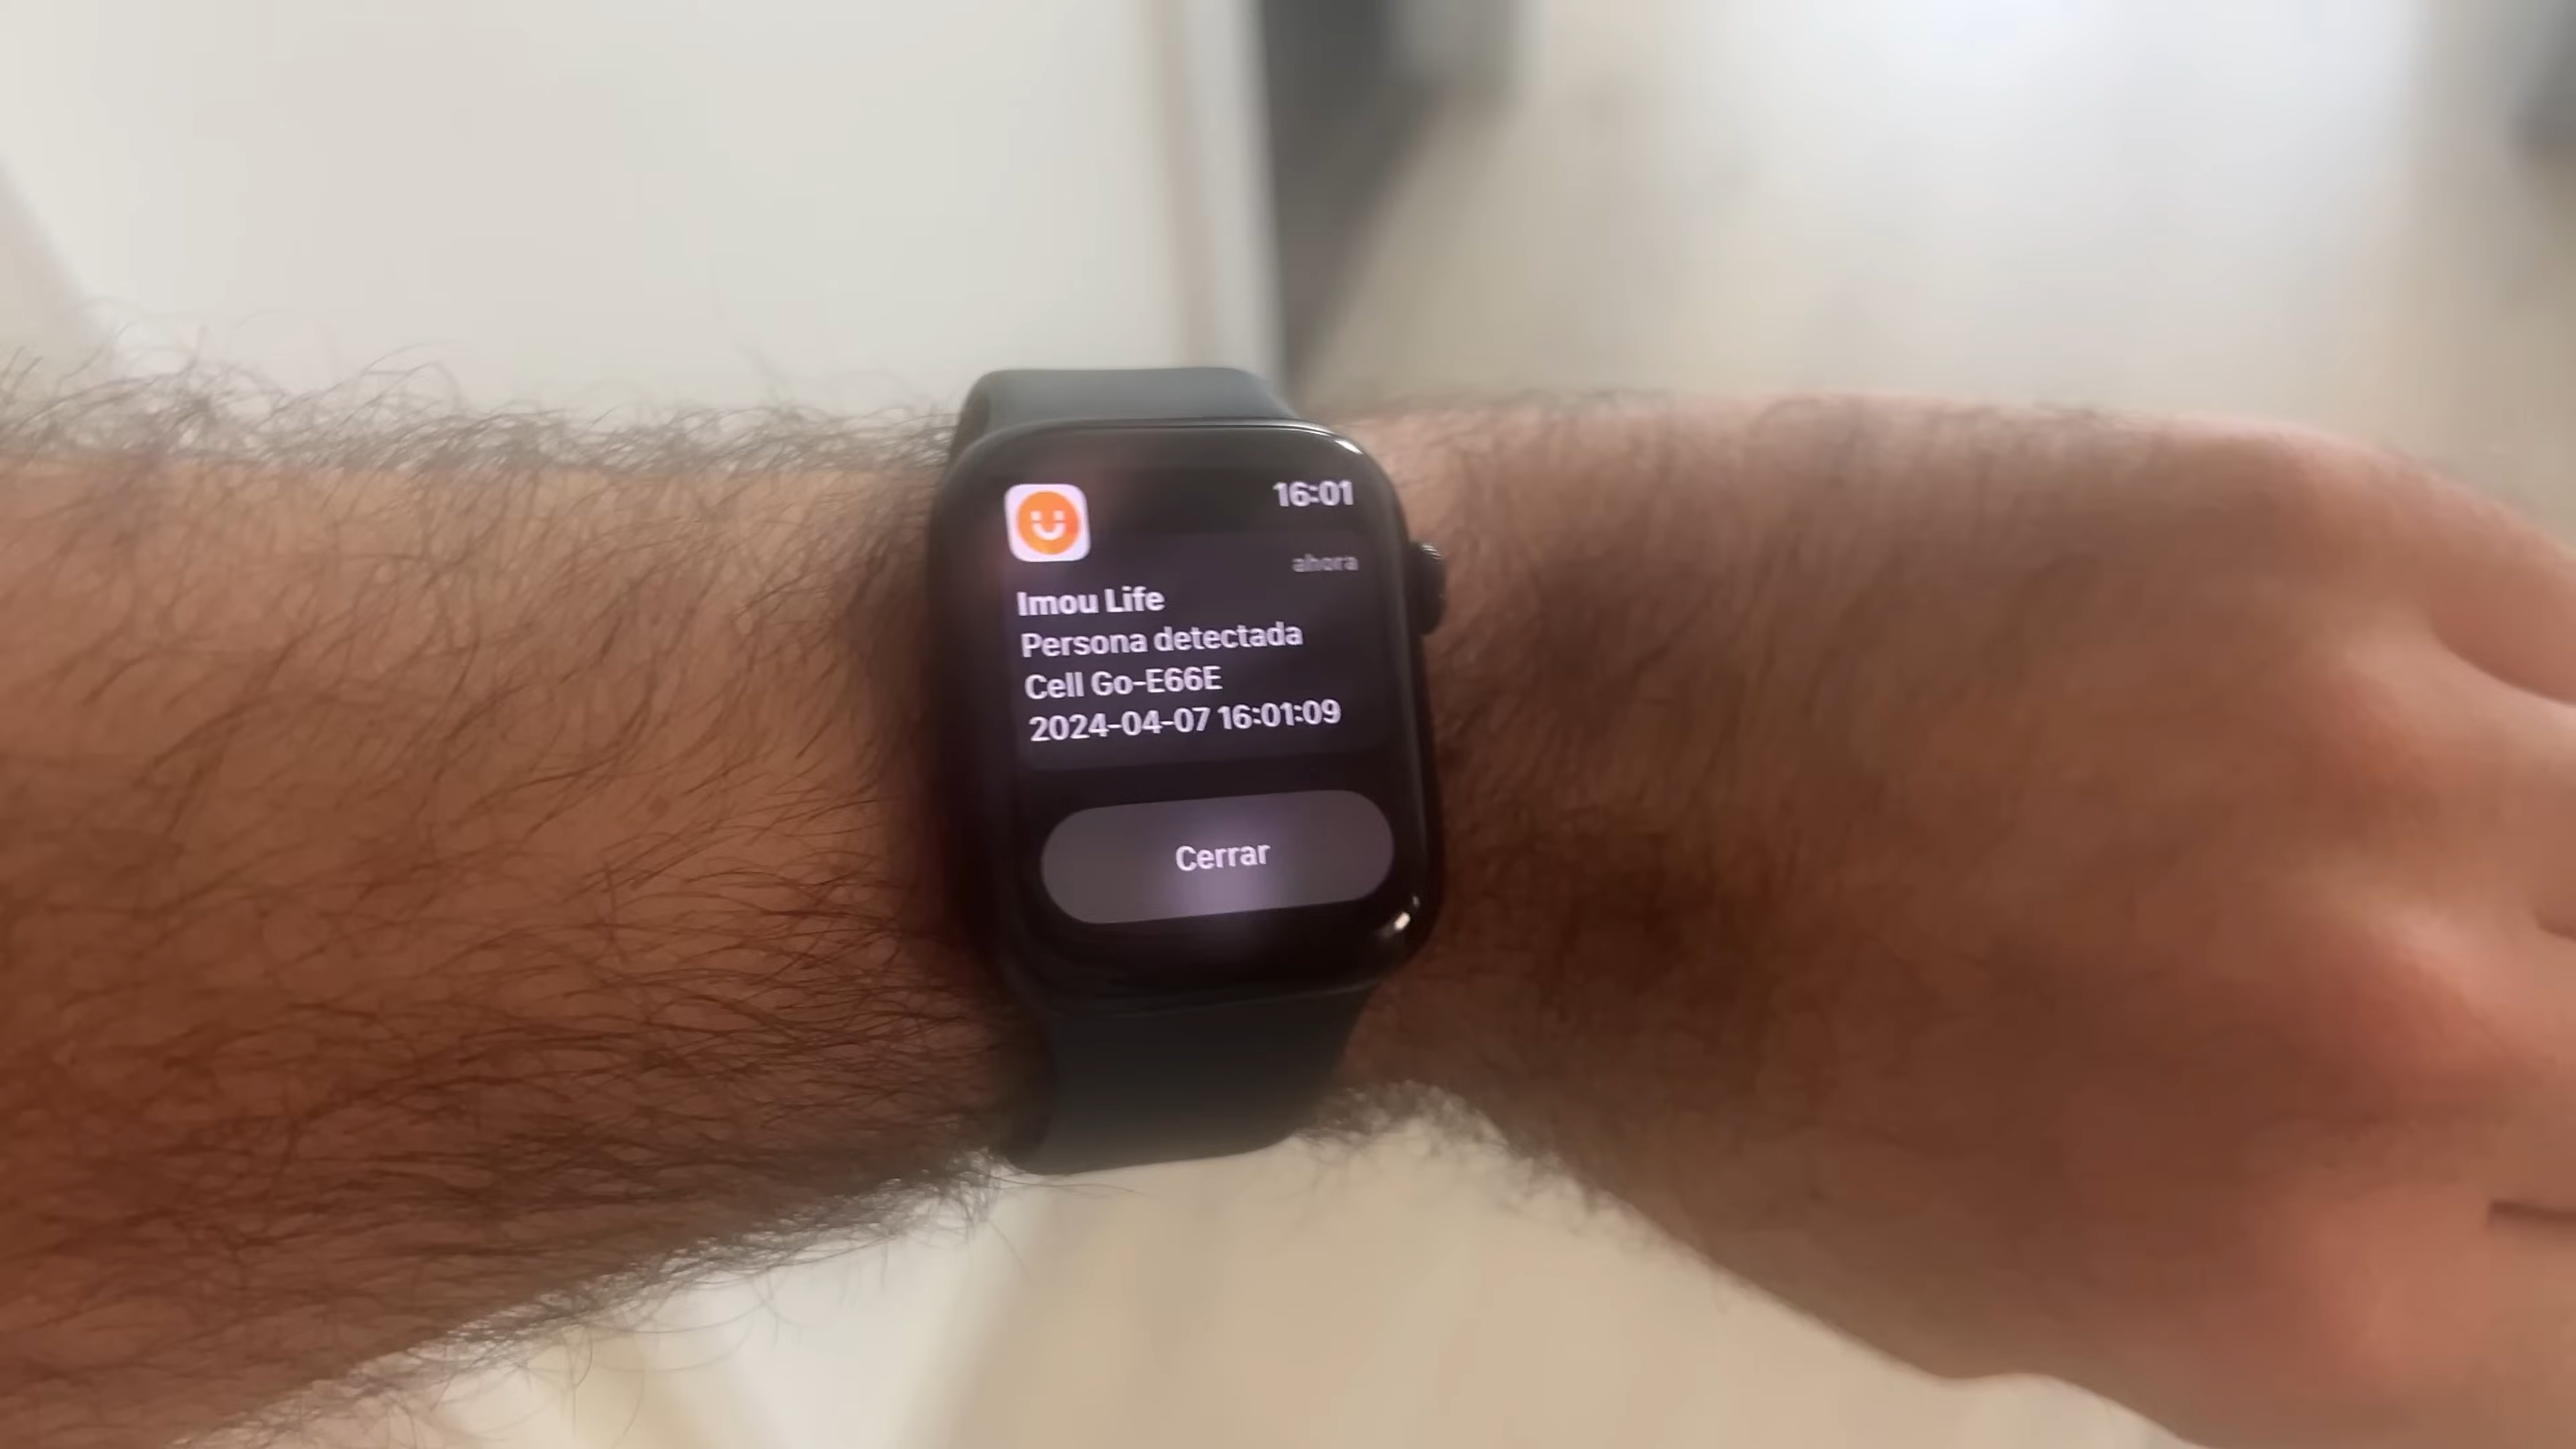 16:01
ahora
Imou Life
Persona detectada
Cell Go-E66E
2024-04-07 16:01:09
Cerrar